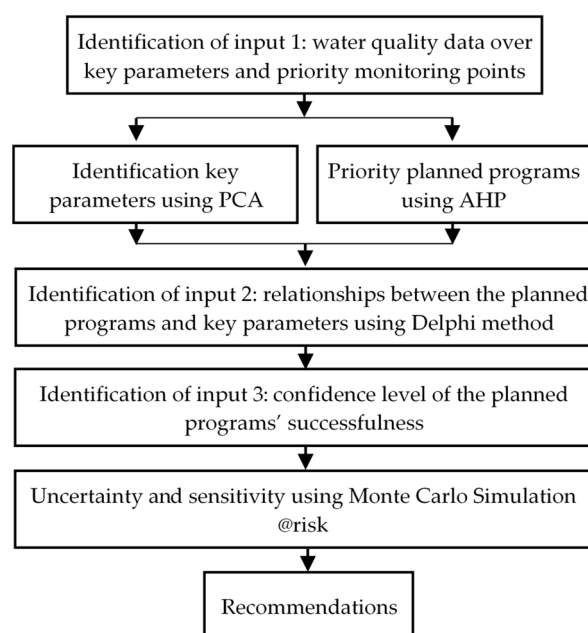 Identification of input 1: water quality data over
key parameters and priority monitoring points
Identification key
parameters using PCA
Priority planned programs
using AHP
Identification of input 2: relationships between the planned
programs and key parameters using Delphi method
Identification of input 3: confidence level of the planned
programs’ successfulness
Uncertainty and sensitivity using Monte Carlo Simulation
@risk
Recommendations